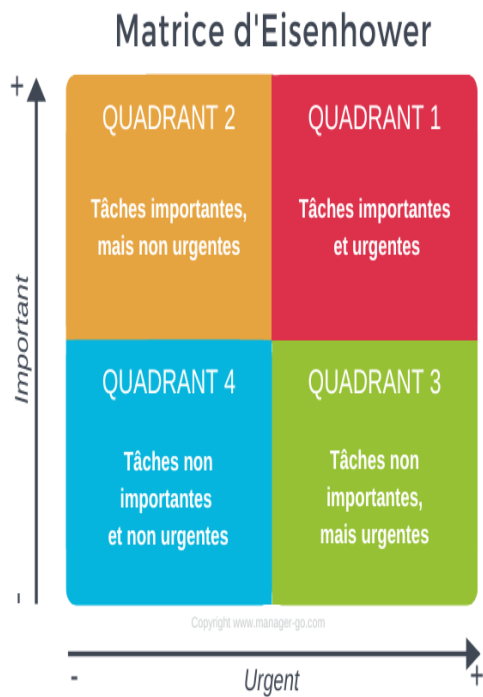 Matrice d'Eisenhower
+
QUADRANT 2
Tâches importantes,
mais non urgentes
QUADRANT 1
Tâches importantes
et urgentes
Important
QUADRANT 4
Tâches non
importantes
et non urgentes
QUADRANT 3
Tâches non
importantes,
mais urgentes
-
Copyright www.manager-go.com
-
Urgent
+